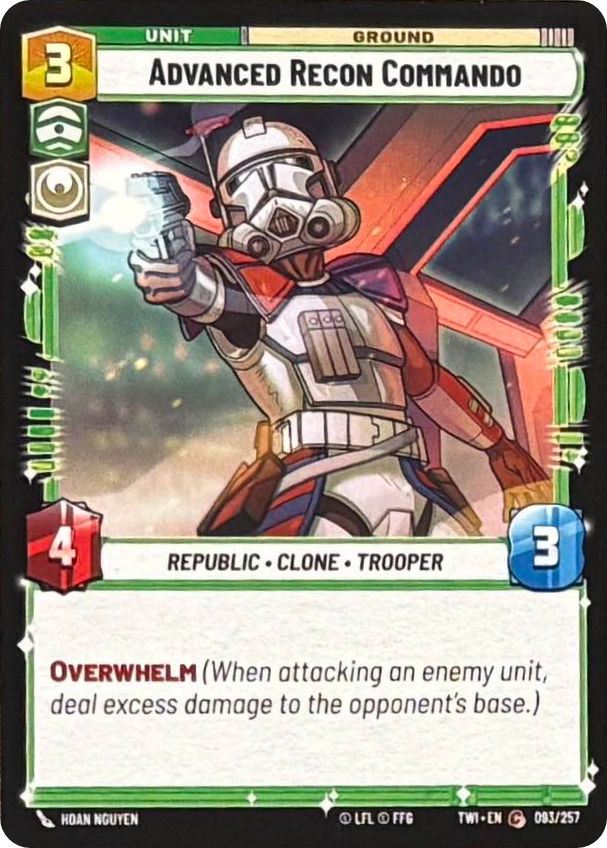 UNIT GROUND
3
ADVANCED RECON COMMANDO
4
REPUBLIC • CLONE • TROOPER
3
OVERWHELM (When attacking an enemy unit,
deal excess damage to the opponent's base.)
HOAN NGUYEN © LFL © FFG TWI • EN C 093/257